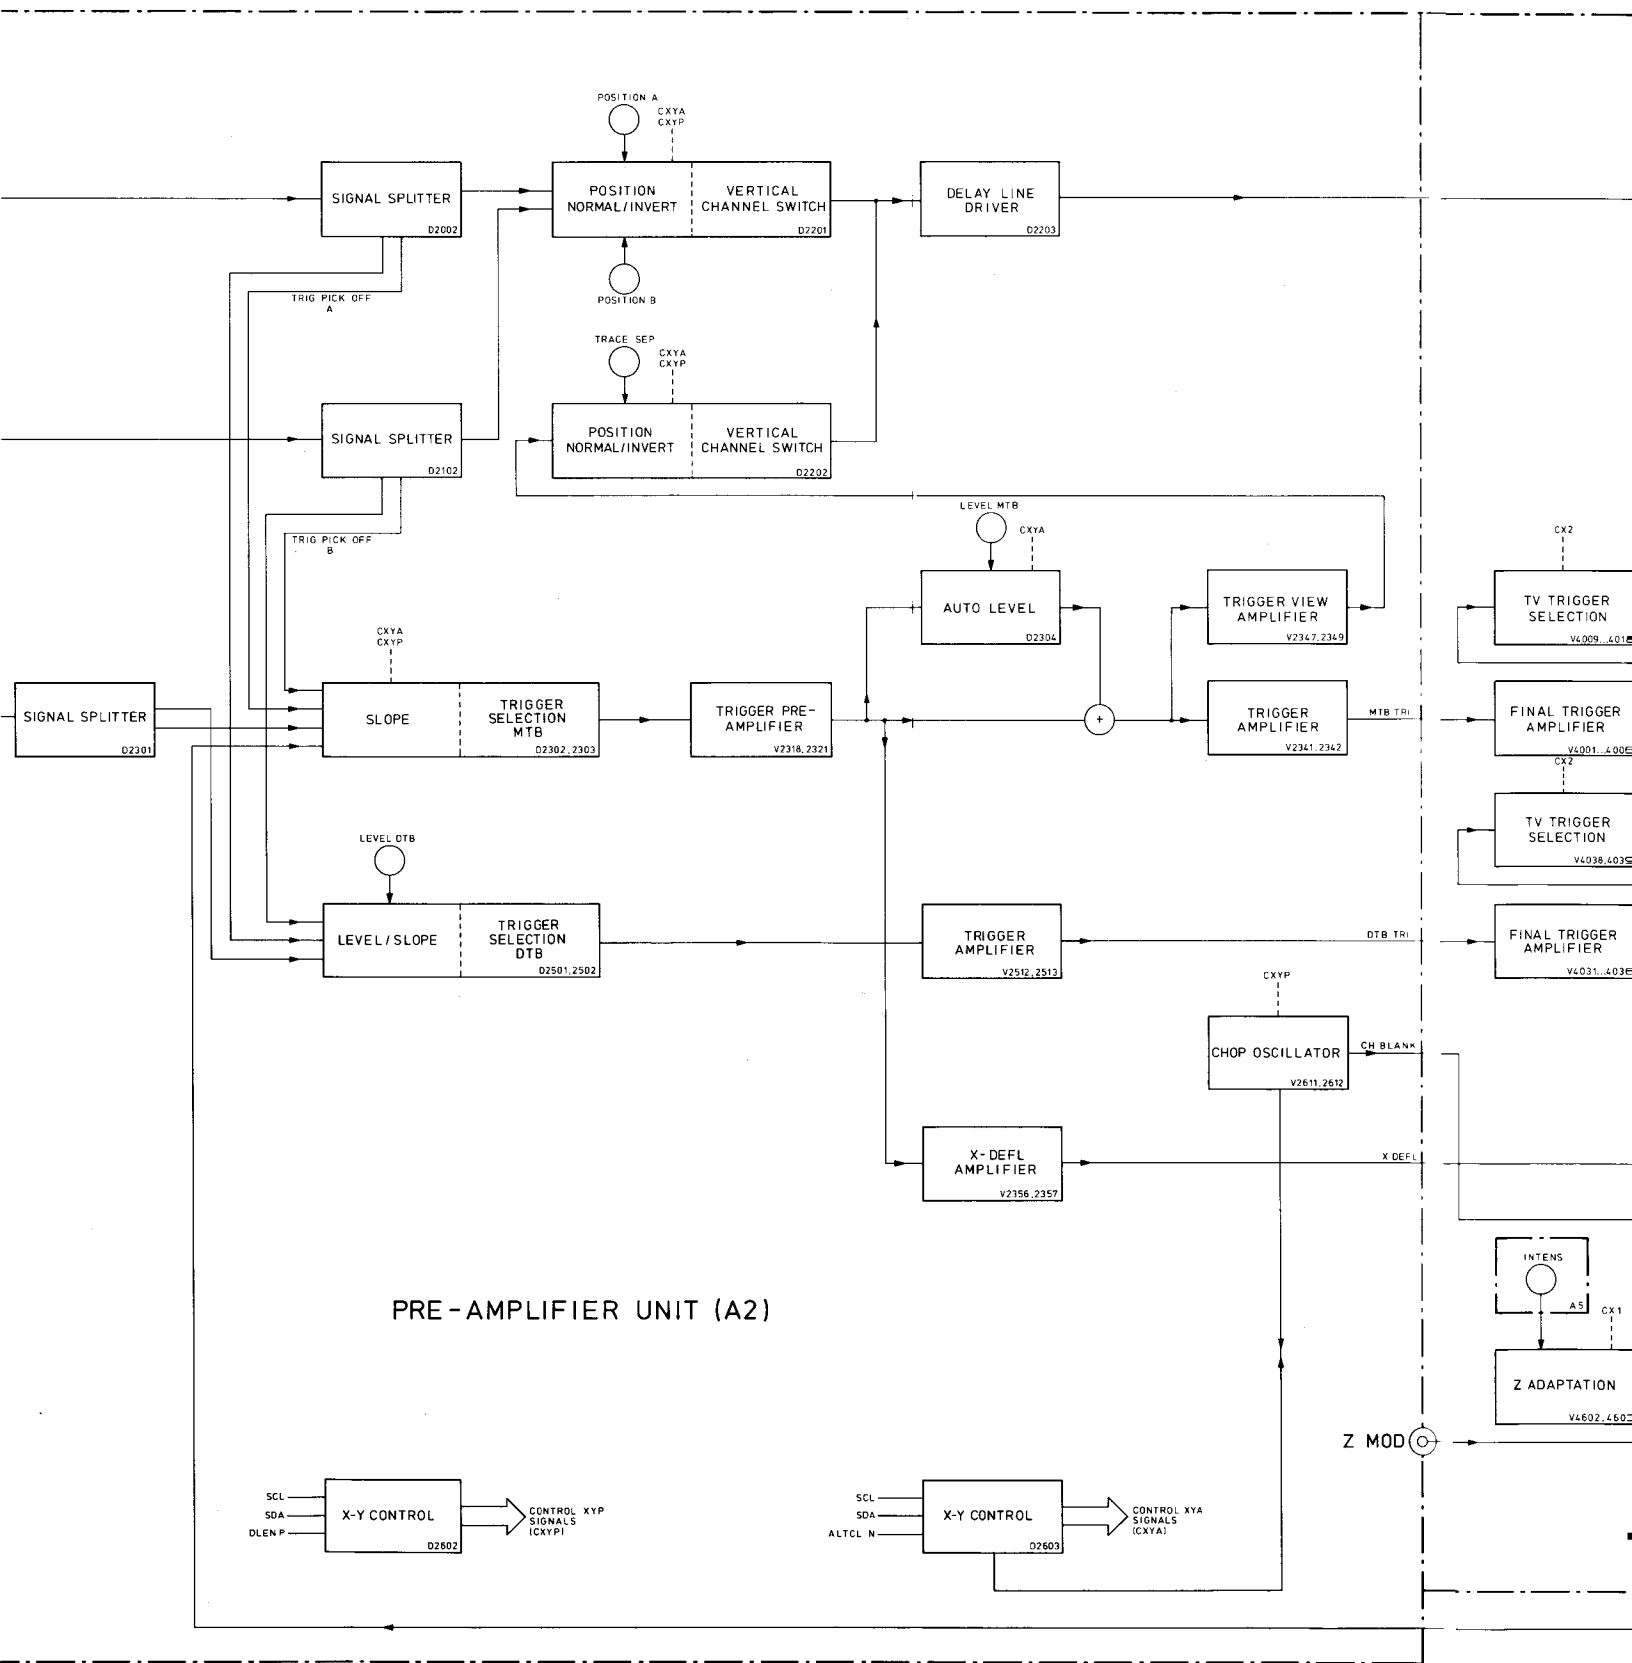 POSITION A
CXYA
CXYP
SIGNAL SPLITTER
D2002
POSITION
NORMAL/INVERT
VERTICAL
CHANNEL SWITCH
D2201
DELAY LINE
DRIVER
D2203
TRIG PICK OFF
A
POSITION B
TRACE SEP
CXYA
CXYP
SIGNAL SPLITTER
D2102
POSITION
NORMAL/INVERT
VERTICAL
CHANNEL SWITCH
D2202
TRIG PICK OFF
B
LEVEL MTB
CXYA
AUTO LEVEL
D2304
TRIGGER VIEW
AMPLIFIER
V2347,2349
CX2
TV TRIGGER
SELECTION
CXYA
CXYP
SIGNAL SPLITTER
D2301
SLOPE
TRIGGER
SELECTION
MTB
D2302,2303
TRIGGER PRE-
AMPLIFIER
V2318,2321
+
TRIGGER
AMPLIFIER
V2341,2342
MTB TRI
FINAL TRIGGER
AMPLIFIER
CX2
TV TRIGGER
SELECTION
LEVEL DTB
LEVEL/SLOPE
TRIGGER
SELECTION
DTB
D2501,2502
TRIGGER
AMPLIFIER
V2512,2513
DTB TRI
FINAL TRIGGER
AMPLIFIER
CXYP
CHOP OSCILLATOR
V2611,2612
CH BLANK
X-DEFL
AMPLIFIER
V2356,2357
X DEFL
PRE-AMPLIFIER UNIT (A2)
INTENS
A5
CX1
Z ADAPTATION
Z MOD
SCL
SDA
DLEN P
X-Y CONTROL
D2602
CONTROL XYP
SIGNALS
(CXYP)
SCL
SDA
ALTCL N
X-Y CONTROL
D2603
CONTROL XYA
SIGNALS
(CXYA)